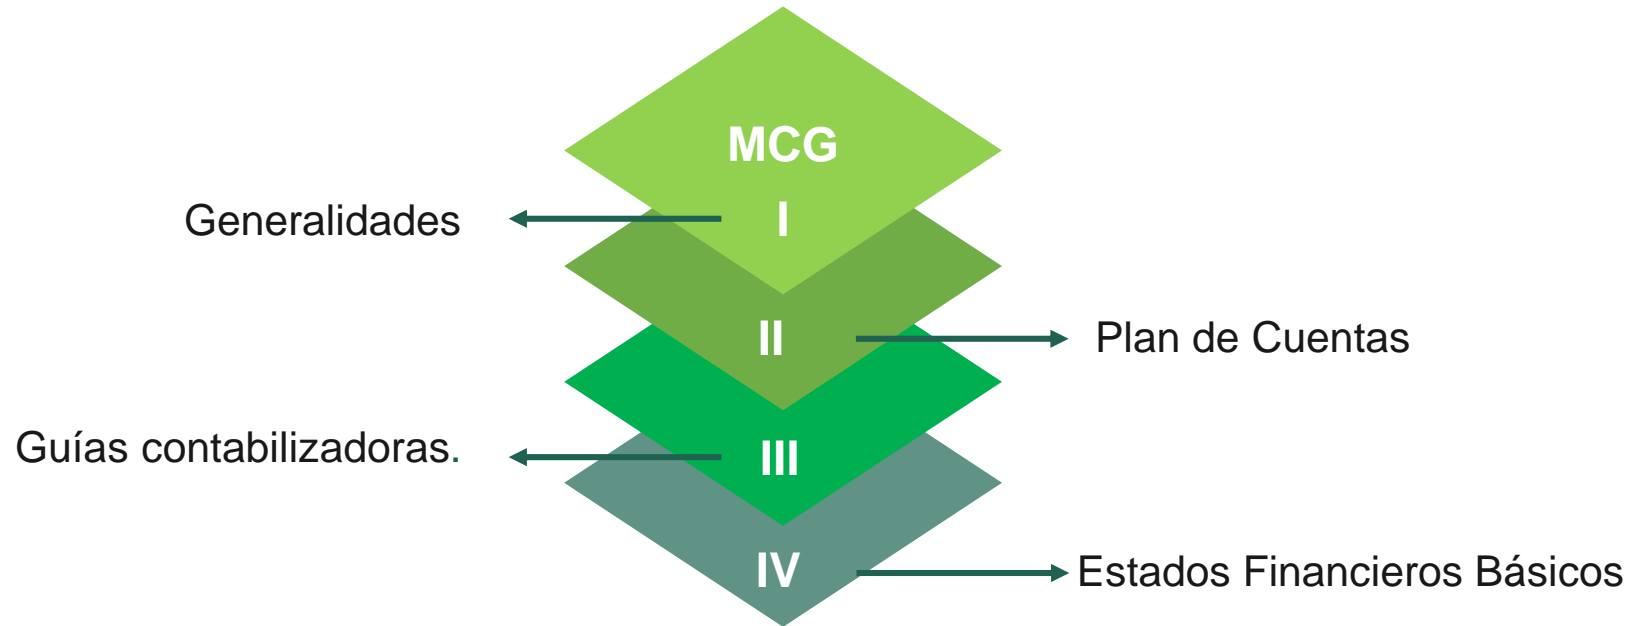 MCG
I
Generalidades
II
Plan de Cuentas
III
Guías contabilizadoras.
IV
Estados Financieros Básicos